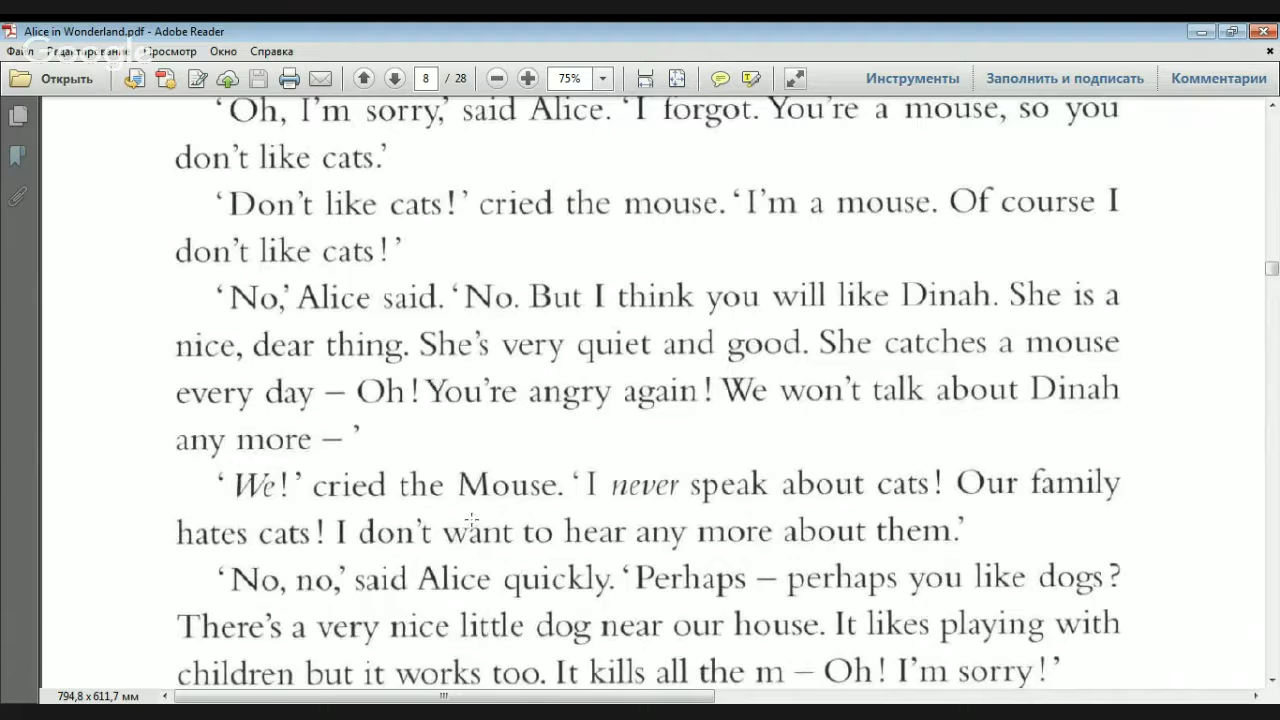 Alice in Wonderland.pdf - Adobe Reader
Google
Файл Редактирование Просмотр Окно Справка
Открыть 8 / 28 75% Инструменты Заполнить и подписать Комментарии
‘Oh, I’m sorry,’ said Alice. ‘I forgot. You’re a mouse, so you
don’t like cats.’
‘Don’t like cats!’ cried the mouse. ‘I’m a mouse. Of course I
don’t like cats!’
‘No,’ Alice said. ‘No. But I think you will like Dinah. She is a
nice, dear thing. She’s very quiet and good. She catches a mouse
every day – Oh! You’re angry again! We won’t talk about Dinah
any more – ’
‘We!’ cried the Mouse. ‘I never speak about cats! Our family
hates cats! I don’t want to hear any more about them.’
‘No, no,’ said Alice quickly. ‘Perhaps – perhaps you like dogs?
There’s a very nice little dog near our house. It likes playing with
children but it works too. It kills all the m – Oh! I’m sorry!’
794,8 x 611,7 мм